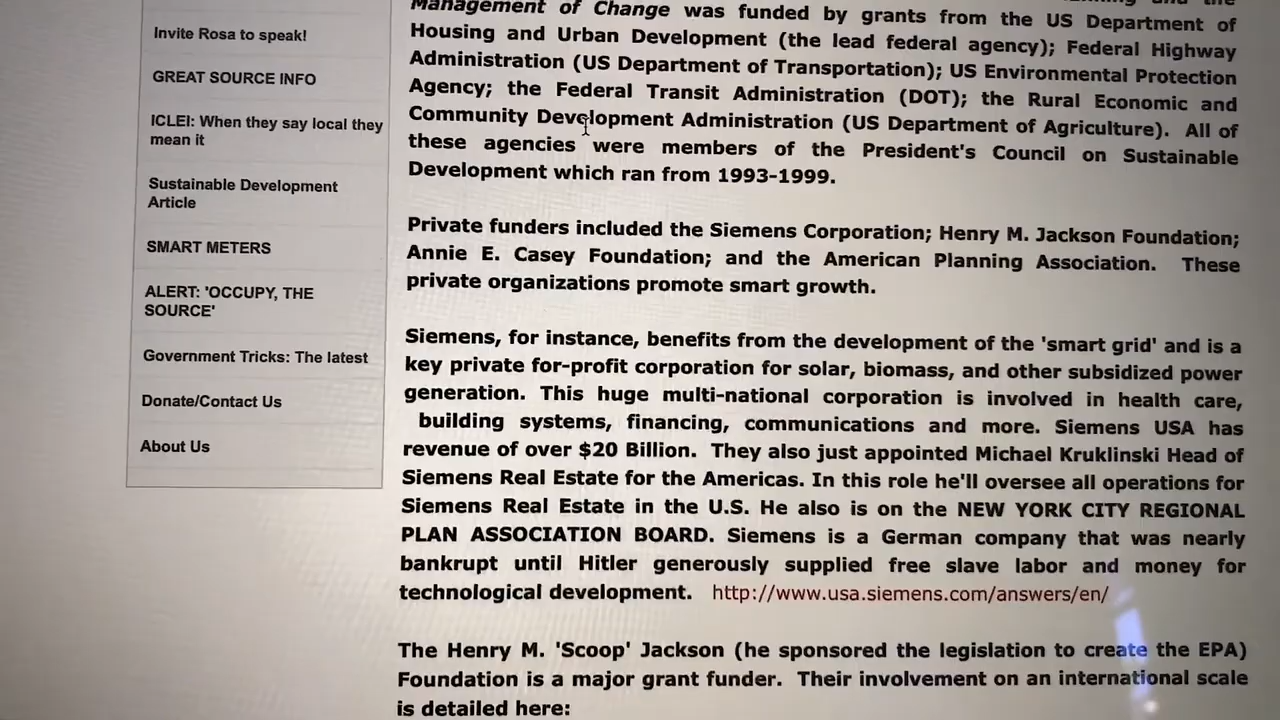 Invite Rosa to speak!
GREAT SOURCE INFO
ICLEI: When they say local they
mean it
Sustainable Development
Article
SMART METERS
ALERT: 'OCCUPY, THE
SOURCE'
Government Tricks: The latest
Donate/Contact Us
About Us
Management of Change was funded by grants from the US Department of
Housing and Urban Development (the lead federal agency); Federal Highway
Administration (US Department of Transportation); US Environmental Protection
Agency; the Federal Transit Administration (DOT); the Rural Economic and
Community Development Administration (US Department of Agriculture). All of
these agencies were members of the President's Council on Sustainable
Development which ran from 1993-1999.
Private funders included the Siemens Corporation; Henry M. Jackson Foundation;
Annie E. Casey Foundation; and the American Planning Association. These
private organizations promote smart growth.
Siemens, for instance, benefits from the development of the 'smart grid' and is a
key private for-profit corporation for solar, biomass, and other subsidized power
generation. This huge multi-national corporation is involved in health care,
building systems, financing, communications and more. Siemens USA has
revenue of over $20 Billion. They also just appointed Michael Kruklinski Head of
Siemens Real Estate for the Americas. In this role he'll oversee all operations for
Siemens Real Estate in the U.S. He also is on the NEW YORK CITY REGIONAL
PLAN ASSOCIATION BOARD. Siemens is a German company that was nearly
bankrupt until Hitler generously supplied free slave labor and money for
technological development. http://www.usa.siemens.com/answers/en/
The Henry M. 'Scoop' Jackson (he sponsored the legislation to create the EPA)
Foundation is a major grant funder. Their involvement on an international scale
is detailed here: